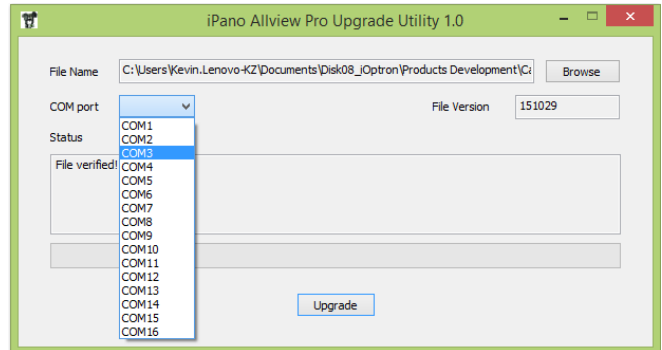 iPano Allview Pro Upgrade Utility 1.0
File Name C:\Users\Kevin.Lenovo-KZ\Documents\Disk08_iOptron\Products Development\Ca Browse
COM port File Version 151029
Status
File verified!
COM1
COM2
COM3
COM4
COM5
COM6
COM7
COM8
COM9
COM10
COM11
COM12
COM13
COM14
COM15
COM16
Upgrade